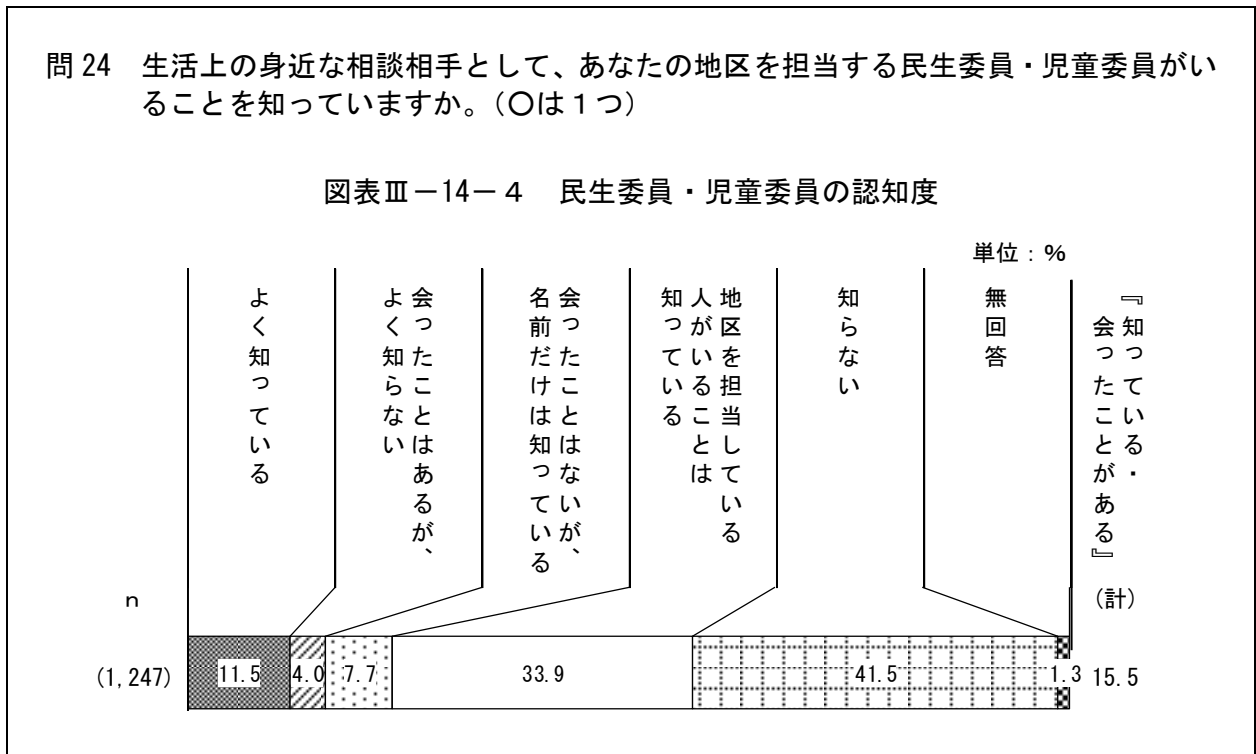 問24 生活上の身近な相談相手として、あなたの地区を担当する民生委員・児童委員がい
ることを知っていますか。（○は１つ）
図表Ⅲ－14－４ 民生委員・児童委員の認知度
単位：％
よく知っている
会ったことはあるが、
よく知らない
会ったことはないが、
名前だけは知っている
地区を担当している
人がいることは
知っている
知らない
無回答
『知っている・
会ったことがある』
(計)
n
(1,247)
11.5
4.0
7.7
33.9
41.5
1.3
15.5